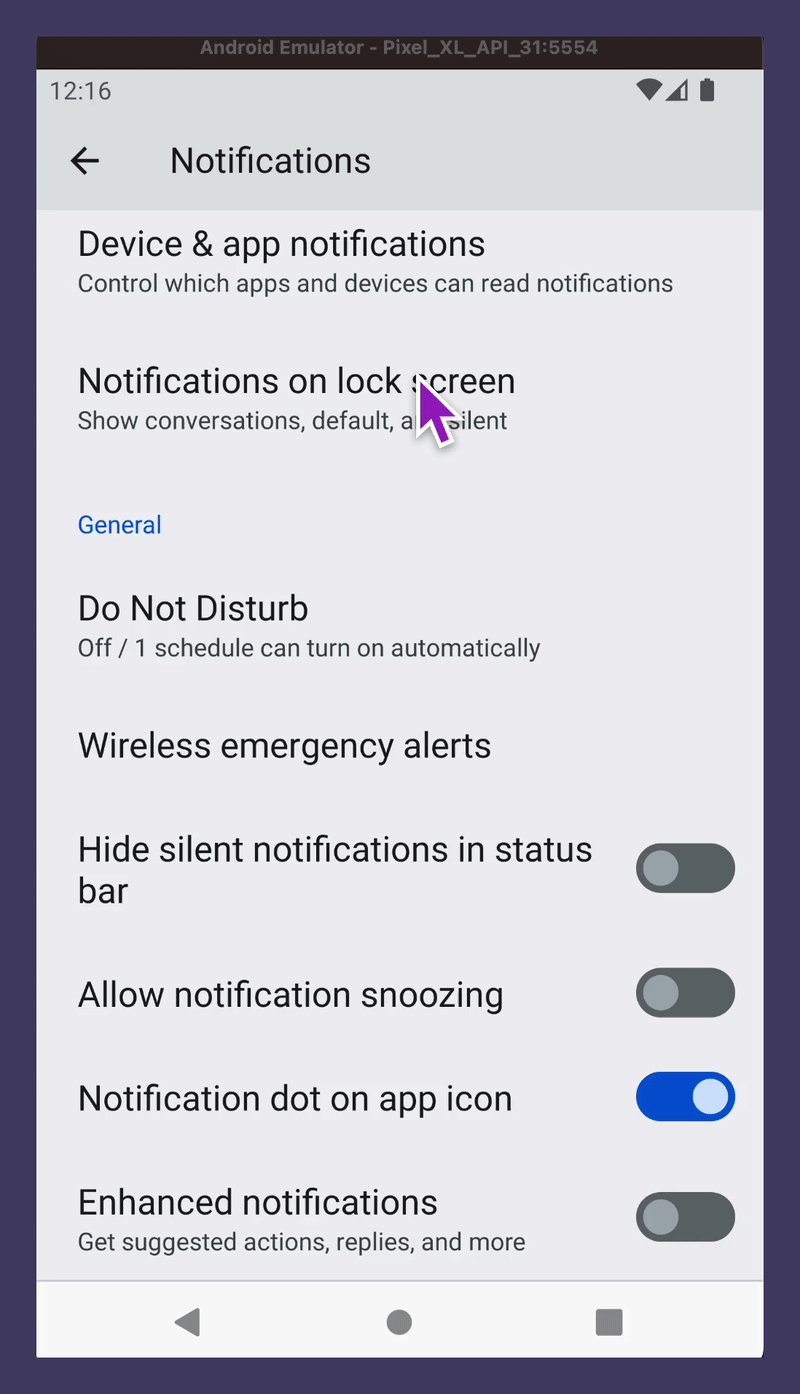 Android Emulator - Pixel_XL_API_31:5554
12:16
Notifications
Device & app notifications
Control which apps and devices can read notifications
Notifications on lock screen
Show conversations, default, and silent
General
Do Not Disturb
Off / 1 schedule can turn on automatically
Wireless emergency alerts
Hide silent notifications in status
bar
Allow notification snoozing
Notification dot on app icon
Enhanced notifications
Get suggested actions, replies, and more